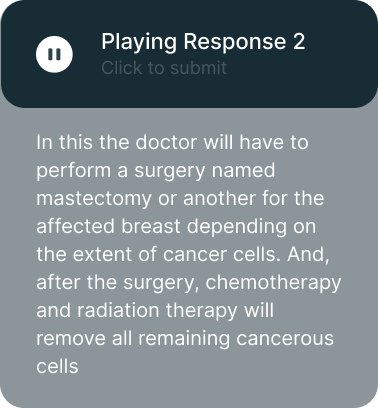 Playing Response 2
Click to submit
In this the doctor will have to
perform a surgery named
mastectomy or another for the
affected breast depending on
the extent of cancer cells. And,
after the surgery, chemotherapy
and radiation therapy will
remove all remaining cancerous
cells